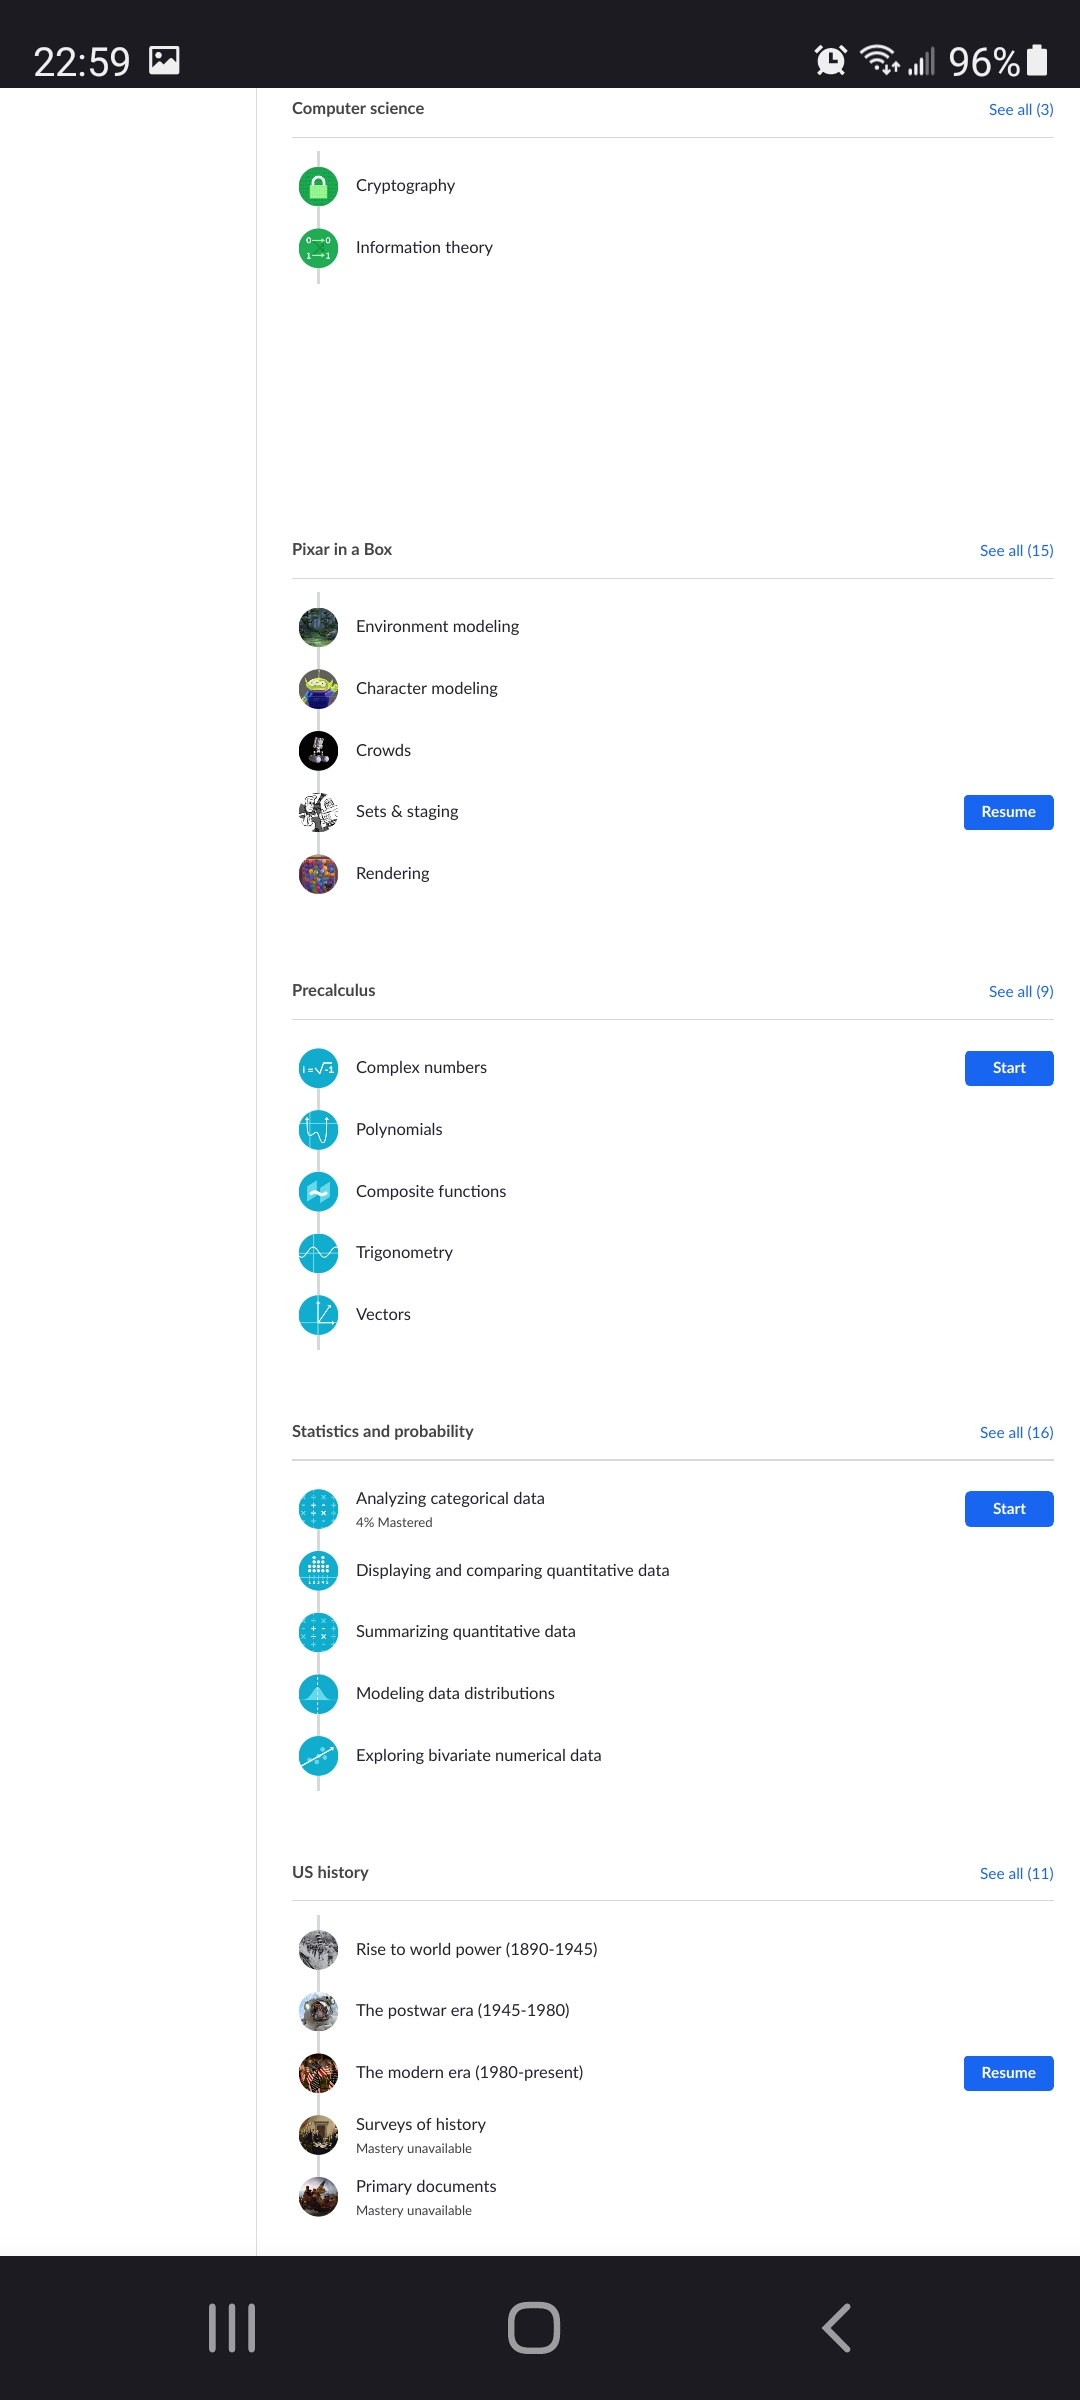 22:59
96%
Computer science
See all (3)
Cryptography
0→0
1→1
Information theory
Pixar in a Box
See all (15)
Environment modeling
Character modeling
Crowds
Sets & staging
Resume
Rendering
Precalculus
See all (9)
i=√-1
Complex numbers
Start
Polynomials
Composite functions
Trigonometry
Vectors
Statistics and probability
See all (16)
Analyzing categorical data
4% Mastered
Start
Displaying and comparing quantitative data
Summarizing quantitative data
Modeling data distributions
Exploring bivariate numerical data
US history
See all (11)
Rise to world power (1890-1945)
The postwar era (1945-1980)
The modern era (1980-present)
Resume
Surveys of history
Mastery unavailable
Primary documents
Mastery unavailable